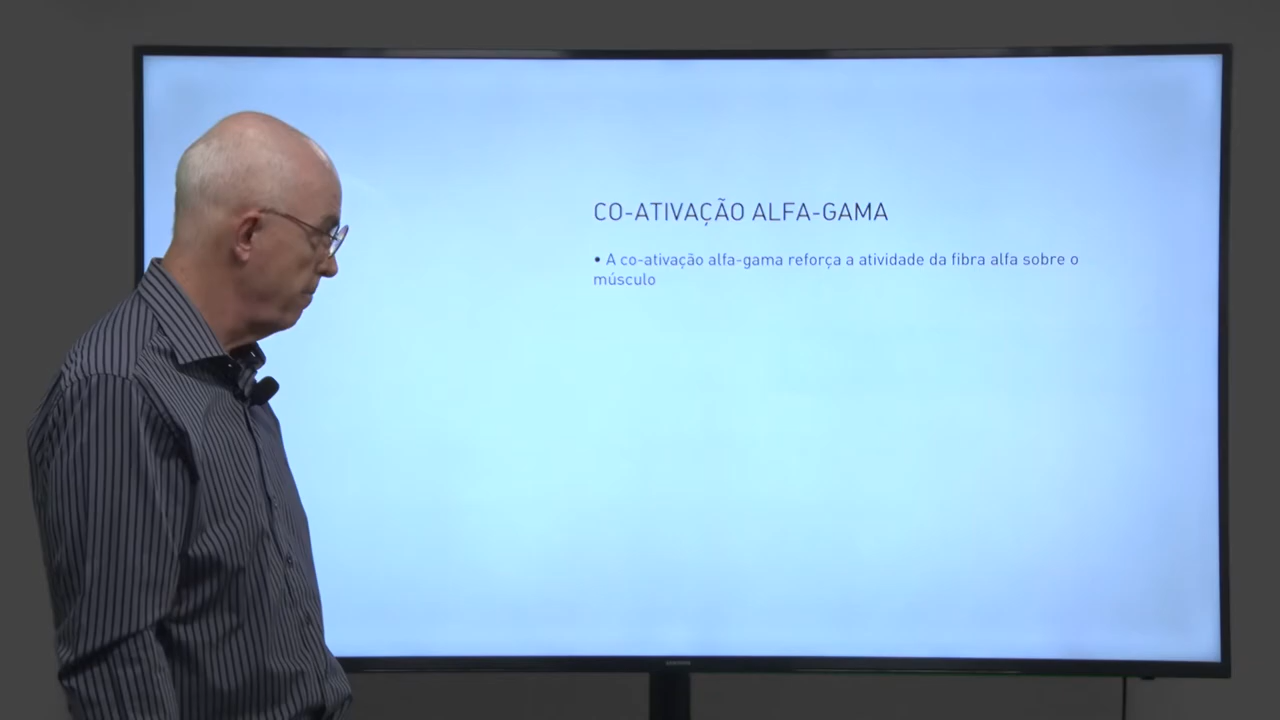 CO-ATIVAÇÃO ALFA-GAMA
• A co-ativação alfa-gama reforça a atividade da fibra alfa sobre o
músculo